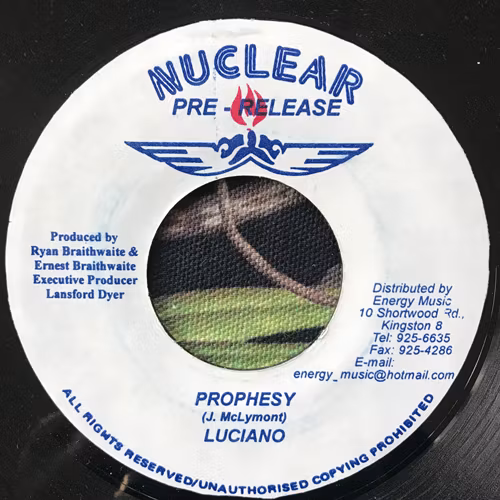 NUCLEAR
PRE - RELEASE
Produced by
Ryan Braithwaite &
Ernest Braithwaite
Executive Producer
Lansford Dyer
Distributed by
Energy Music
10 Shortwood Rd.,
Kingston 8
Tel: 925-6635
Fax: 925-4286
E-mail:
energy_music@hotmail.com
PROPHESY
(J. McLymont)
LUCIANO
ALL RIGHTS RESERVED/UNAUTHORISED COPYING PROHIBITED